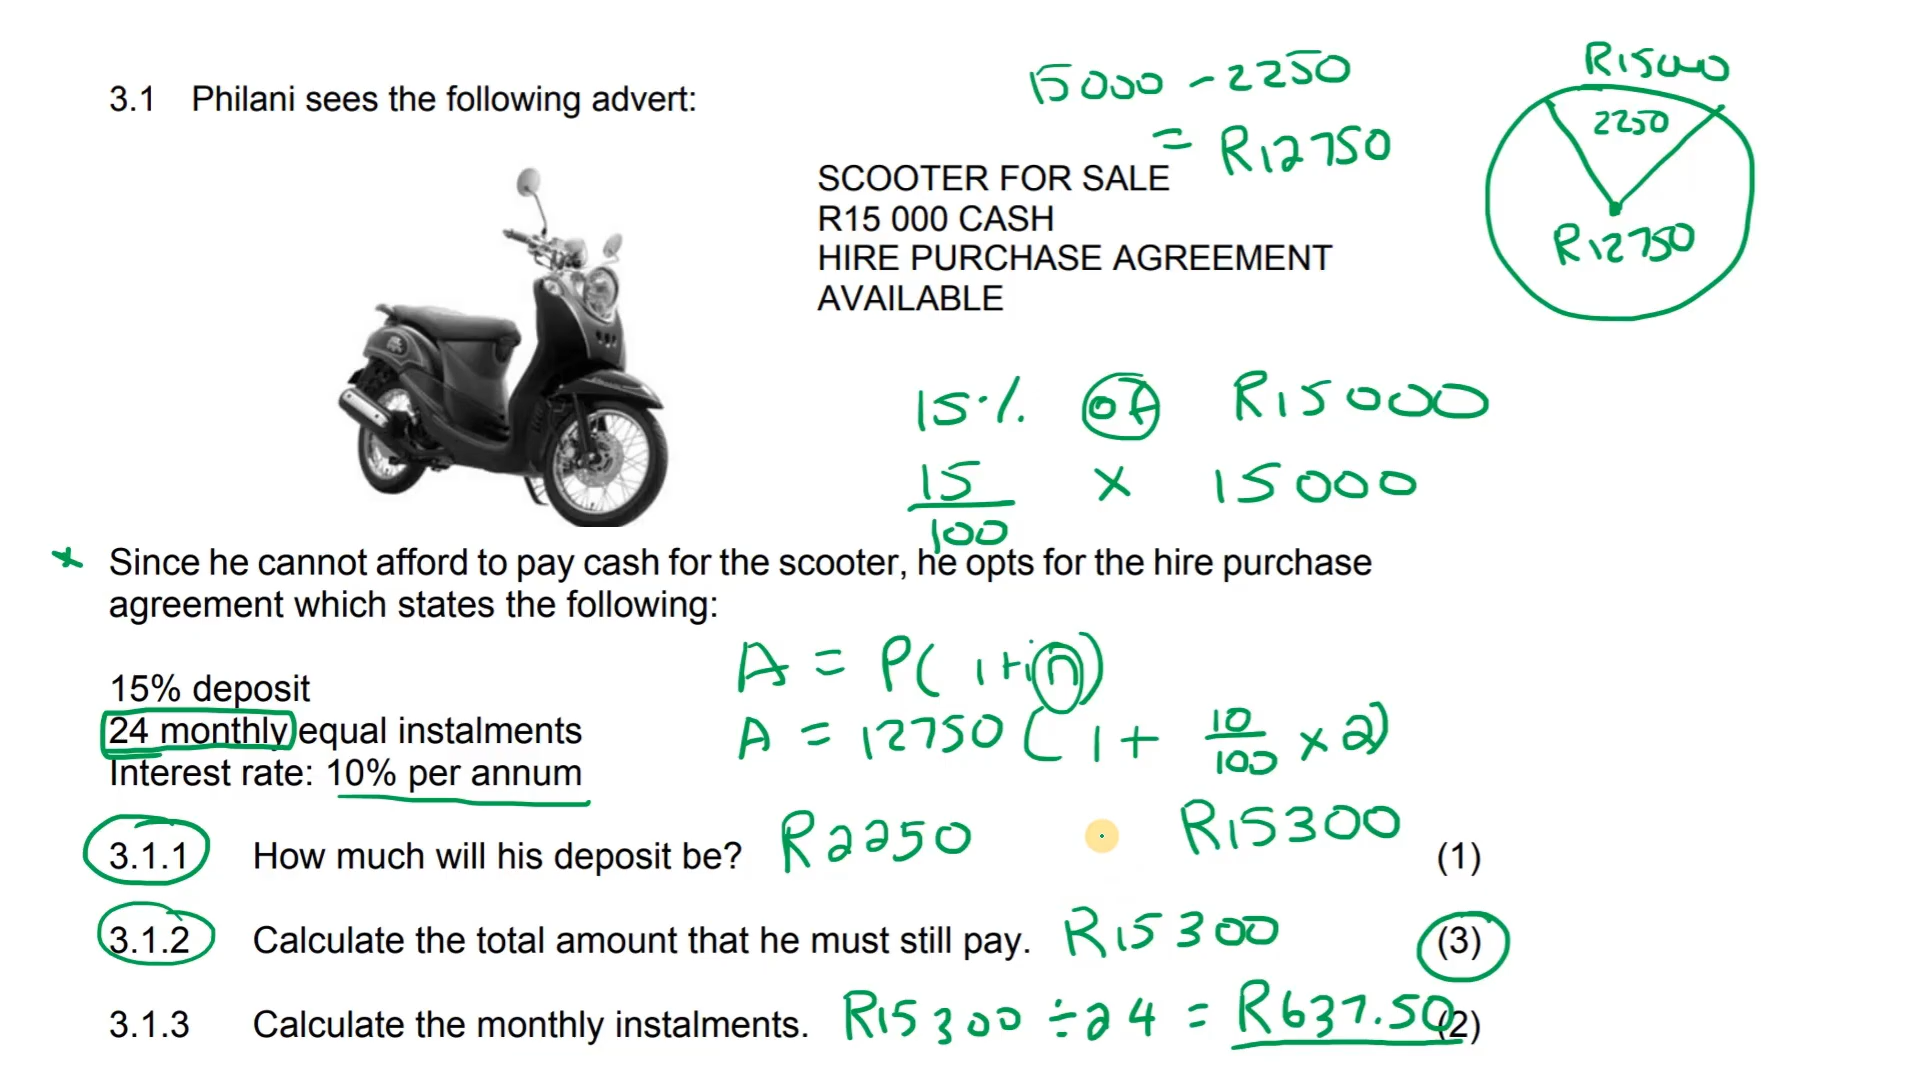 3.1 Philani sees the following advert:
15000 - 2250
= R12750
R15000
2250
R12750
SCOOTER FOR SALE
R15 000 CASH
HIRE PURCHASE AGREEMENT
AVAILABLE
15% of R15000
15/100 × 15000
Since he cannot afford to pay cash for the scooter, he opts for the hire purchase
agreement which states the following:
15% deposit
24 monthly equal instalments
Interest rate: 10% per annum
A = P(1+in)
A = 12750(1 + 10/100 × 2)
R15300
3.1.1 How much will his deposit be? R2250 (1)
3.1.2 Calculate the total amount that he must still pay. R15300 (3)
3.1.3 Calculate the monthly instalments. R15300 ÷ 24 = R637.50 (2)